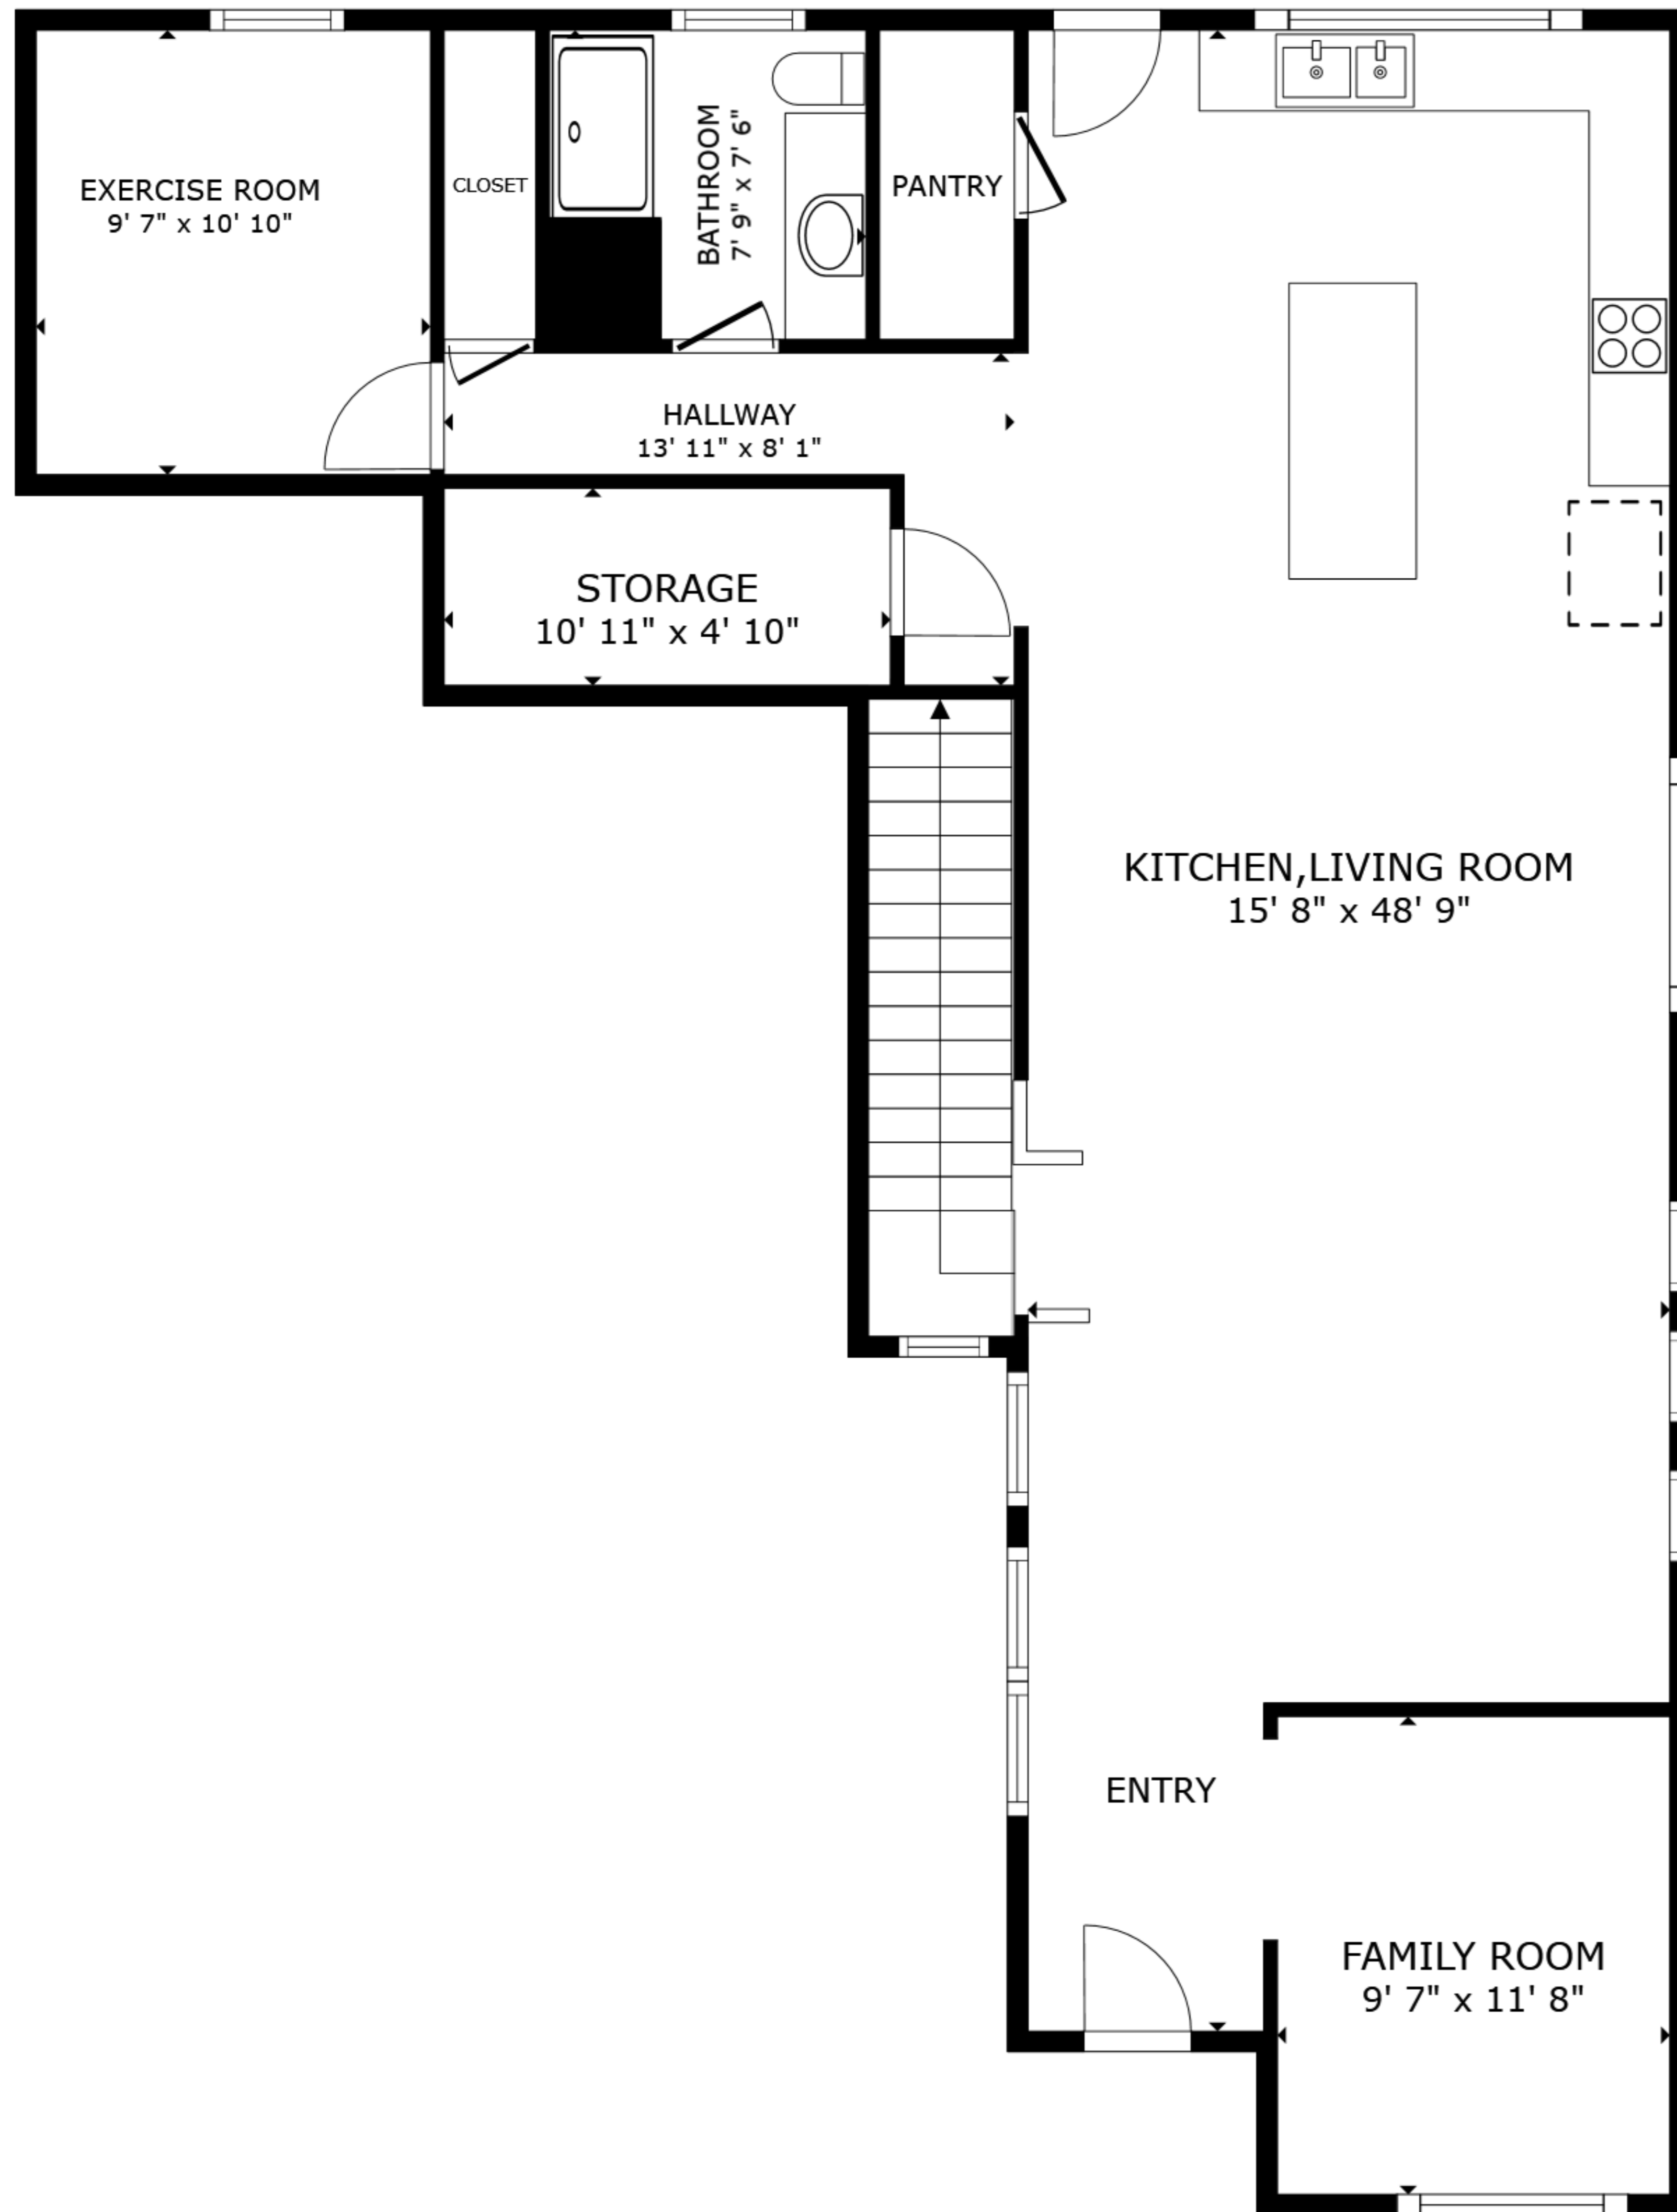 EXERCISE ROOM
9' 7" x 10' 10"
CLOSET
BATHROOM
7' 9" x 7' 6"
PANTRY
HALLWAY
13' 11" x 8' 1"
STORAGE
10' 11" x 4' 10"
KITCHEN,LIVING ROOM
15' 8" x 48' 9"
ENTRY
FAMILY ROOM
9' 7" x 11' 8"